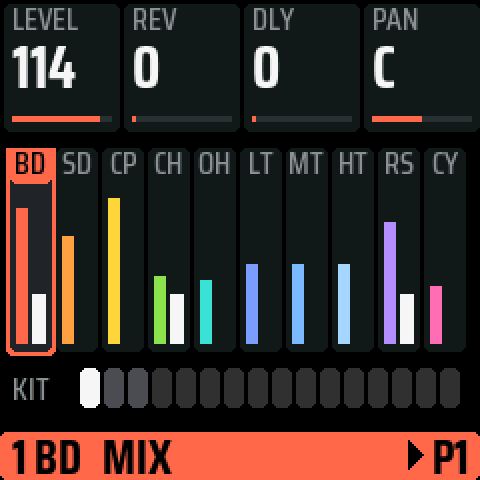 LEVEL REV DLY PAN
114 0 0 C
BD SD CP CH OH LT MT HT RS CY
KIT
1 BD MIX P1